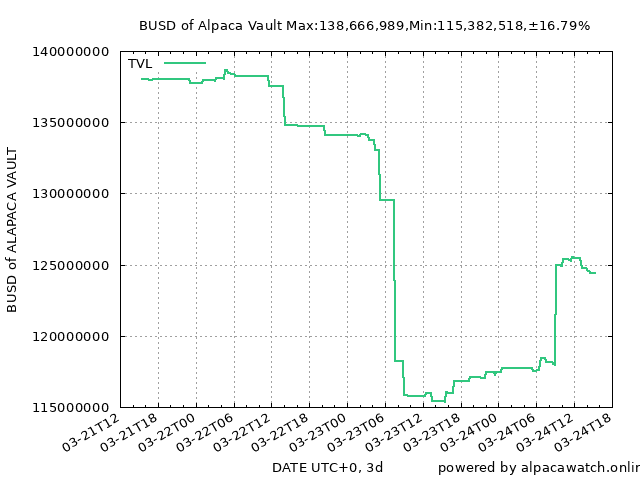 BUSD of Alpaca Vault Max:138,666,989,Min:115,382,518,±16.79%
TVL
140000000
135000000
130000000
125000000
120000000
115000000
BUSD of ALAPACA VAULT
03-21T12
03-21T18
03-22T00
03-22T06
03-22T12
03-22T18
03-23T00
03-23T06
03-23T12
03-23T18
03-24T00
03-24T06
03-24T12
03-24T18
DATE UTC+0, 3d
powered by alpacawatch.onlin